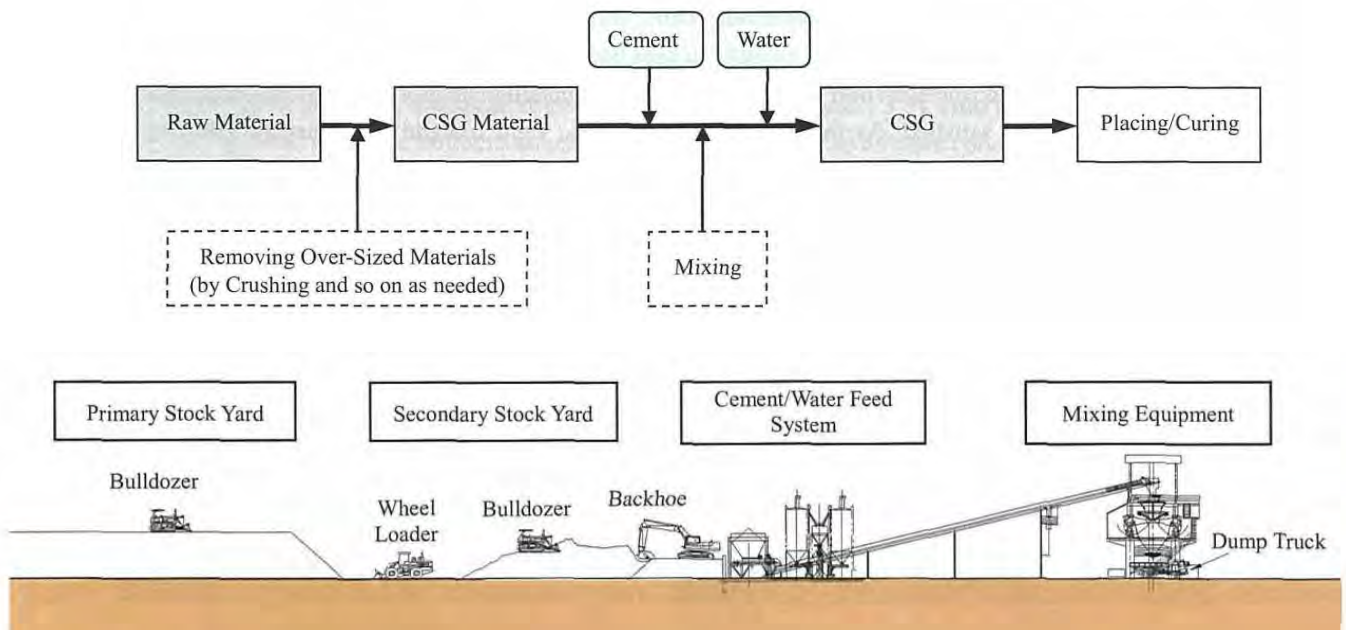 Cement
Water
Raw Material
CSG Material
CSG
Placing/Curing
Removing Over-Sized Materials
(by Crushing and so on as needed)
Mixing
Primary Stock Yard
Secondary Stock Yard
Cement/Water Feed
System
Mixing Equipment
Bulldozer
Wheel
Loader
Bulldozer
Backhoe
Dump Truck